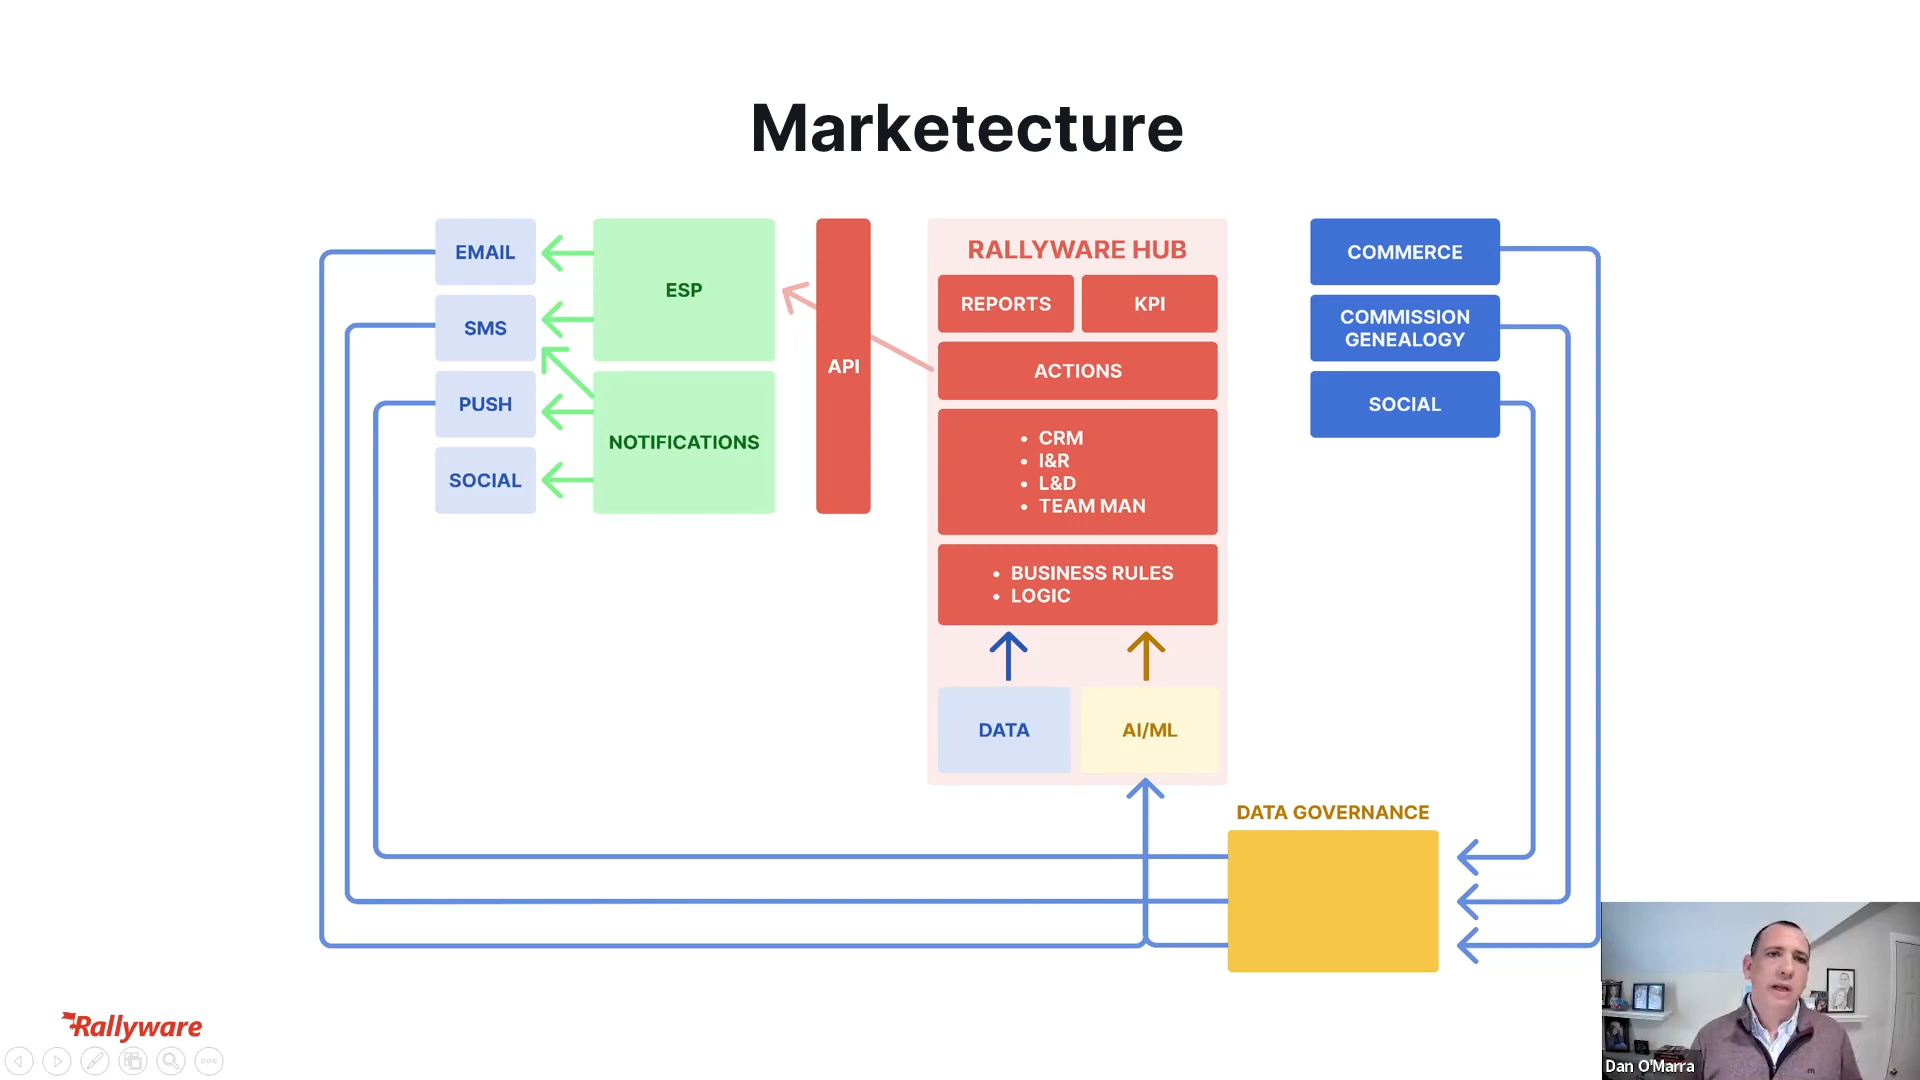 Marketecture
EMAIL
SMS
PUSH
SOCIAL
ESP
NOTIFICATIONS
API
RALLYWARE HUB
REPORTS
KPI
ACTIONS
• CRM
• I&R
• L&D
• TEAM MAN
• BUSINESS RULES
• LOGIC
DATA
AI/ML
COMMERCE
COMMISSION
GENEALOGY
SOCIAL
DATA GOVERNANCE
Rallyware
Dan O'Marra